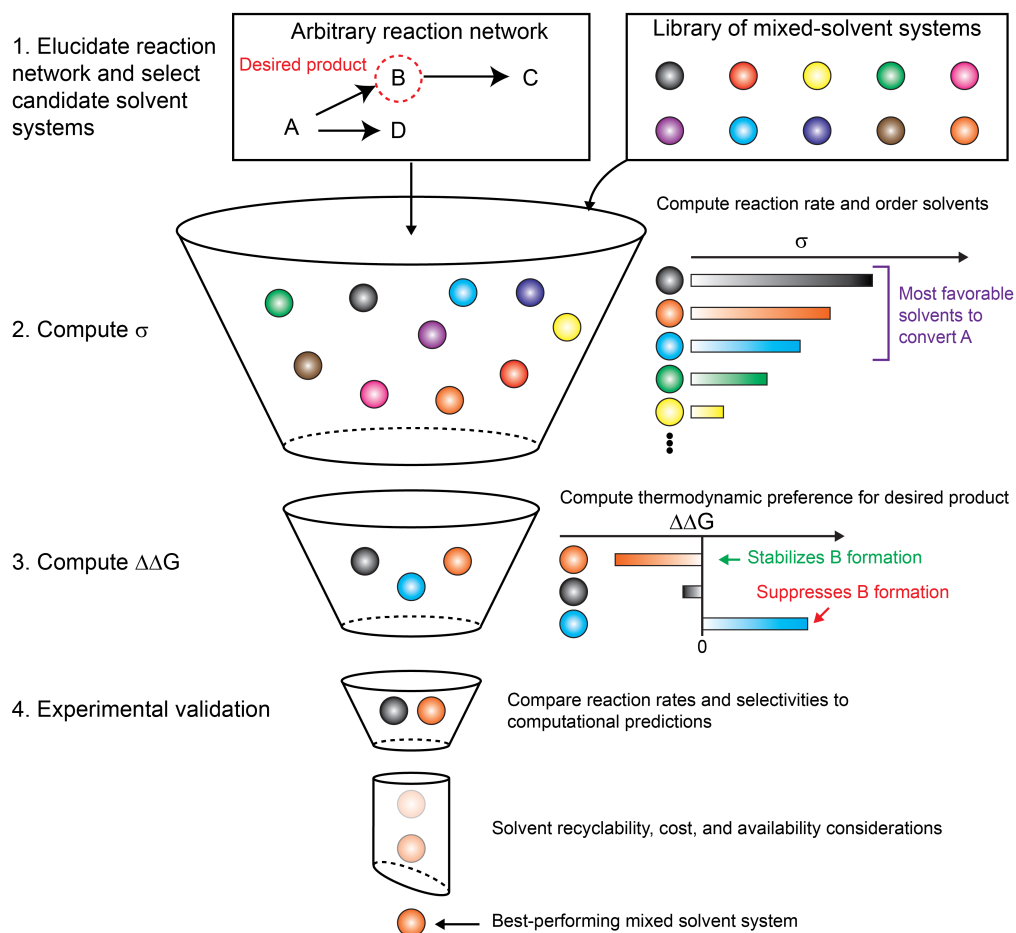 1. Elucidate reaction
network and select
candidate solvent
systems
Arbitrary reaction network
Desired product
B
C
A
D
Library of mixed-solvent systems
Compute reaction rate and order solvents
σ
Most favorable
solvents to
convert A
2. Compute σ
Compute thermodynamic preference for desired product
ΔΔG
3. Compute ΔΔG
Stabilizes B formation
Suppresses B formation
0
4. Experimental validation
Compare reaction rates and selectivities to
computational predictions
Solvent recyclability, cost, and availability considerations
Best-performing mixed solvent system